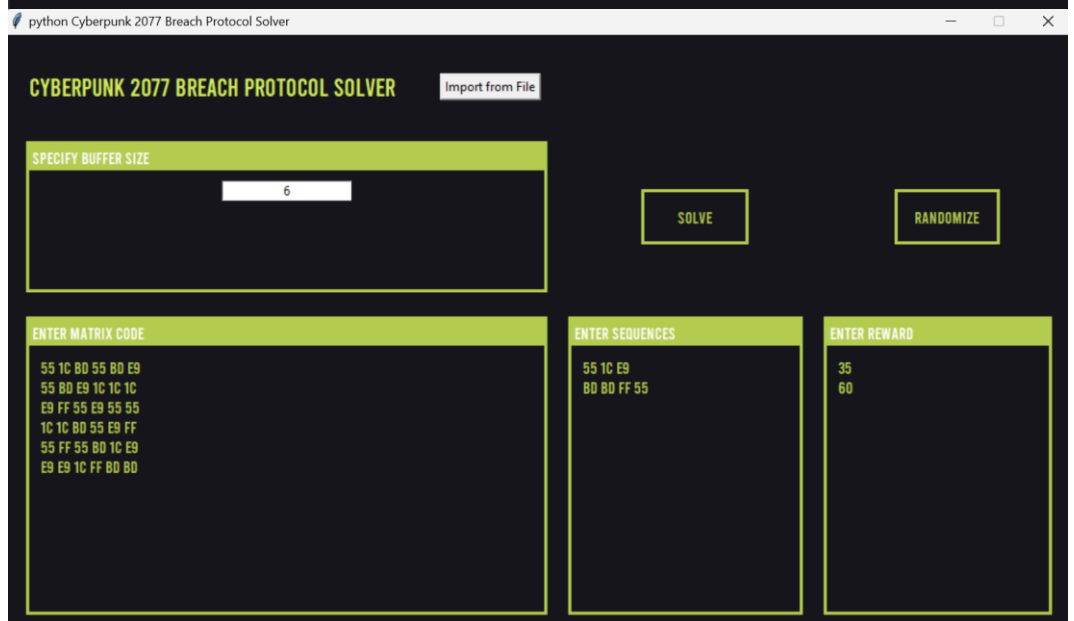 python Cyberpunk 2077 Breach Protocol Solver
CYBERPUNK 2077 BREACH PROTOCOL SOLVER
Import from File
SPECIFY BUFFER SIZE
6
SOLVE
RANDOMIZE
ENTER MATRIX CODE
55 1C BD 55 BD E9
55 BD E9 1C 1C 1C
E9 FF 55 E9 55 55
1C 1C BD 55 E9 FF
55 FF 55 BD 1C E9
E9 E9 1C FF BD BD
ENTER SEQUENCES
55 1C E9
BD BD FF 55
ENTER REWARD
35
60